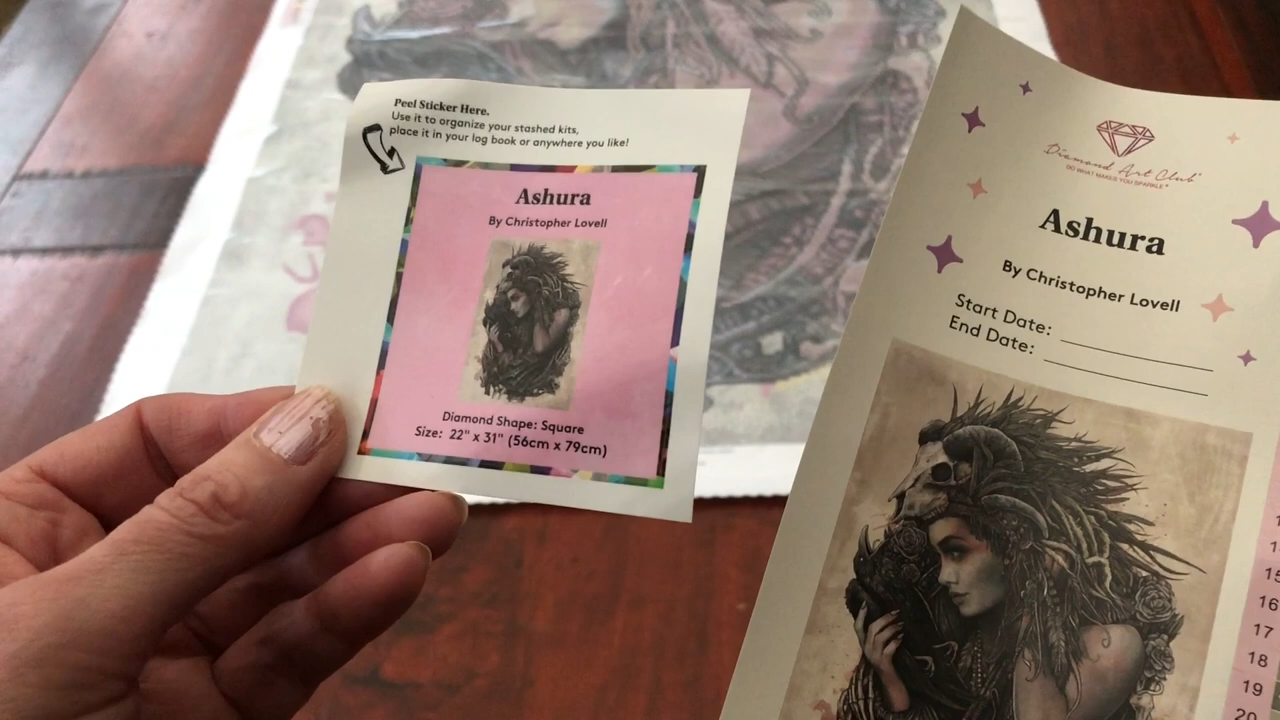 Peel Sticker Here.
Use it to organize your stashed kits,
place it in your log book or anywhere you like!
Ashura
By Christopher Lovell
Diamond Shape: Square
Size: 22" x 31" (56cm x 79cm)
Diamond Art Club
DO WHAT MAKES YOU SPARKLE
Ashura
By Christopher Lovell
Start Date:
End Date:
15
16
17
18
19
20